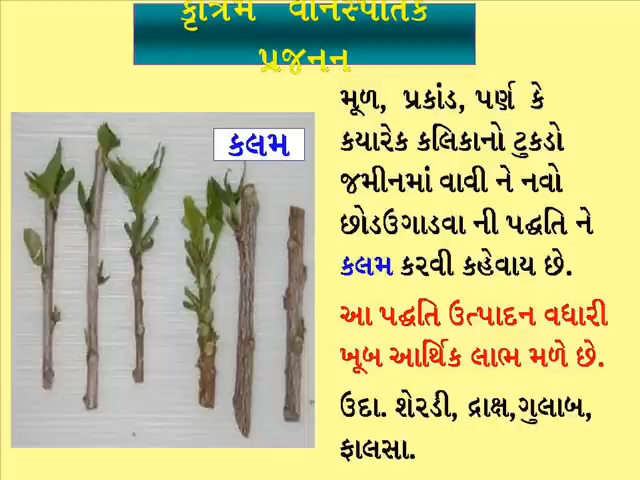 કૃત્રિમ વાનસ્પતિક
પ્રજનન
કલમ
મૂળ, પ્રકાંડ, પર્ણ કે
કયારેક કલિકાનો ટુકડો
જમીનમાં વાવી ને નવો
છોડઉગાડવા ની પદ્ધતિ ને
કલમ કરવી કહેવાય છે.
આ પદ્ધતિ ઉત્પાદન વધારી
ખૂબ આર્થિક લાભ મળે છે.
ઉદા. શેરડી, દ્રાક્ષ,ગુલાબ,
ફાલસા.